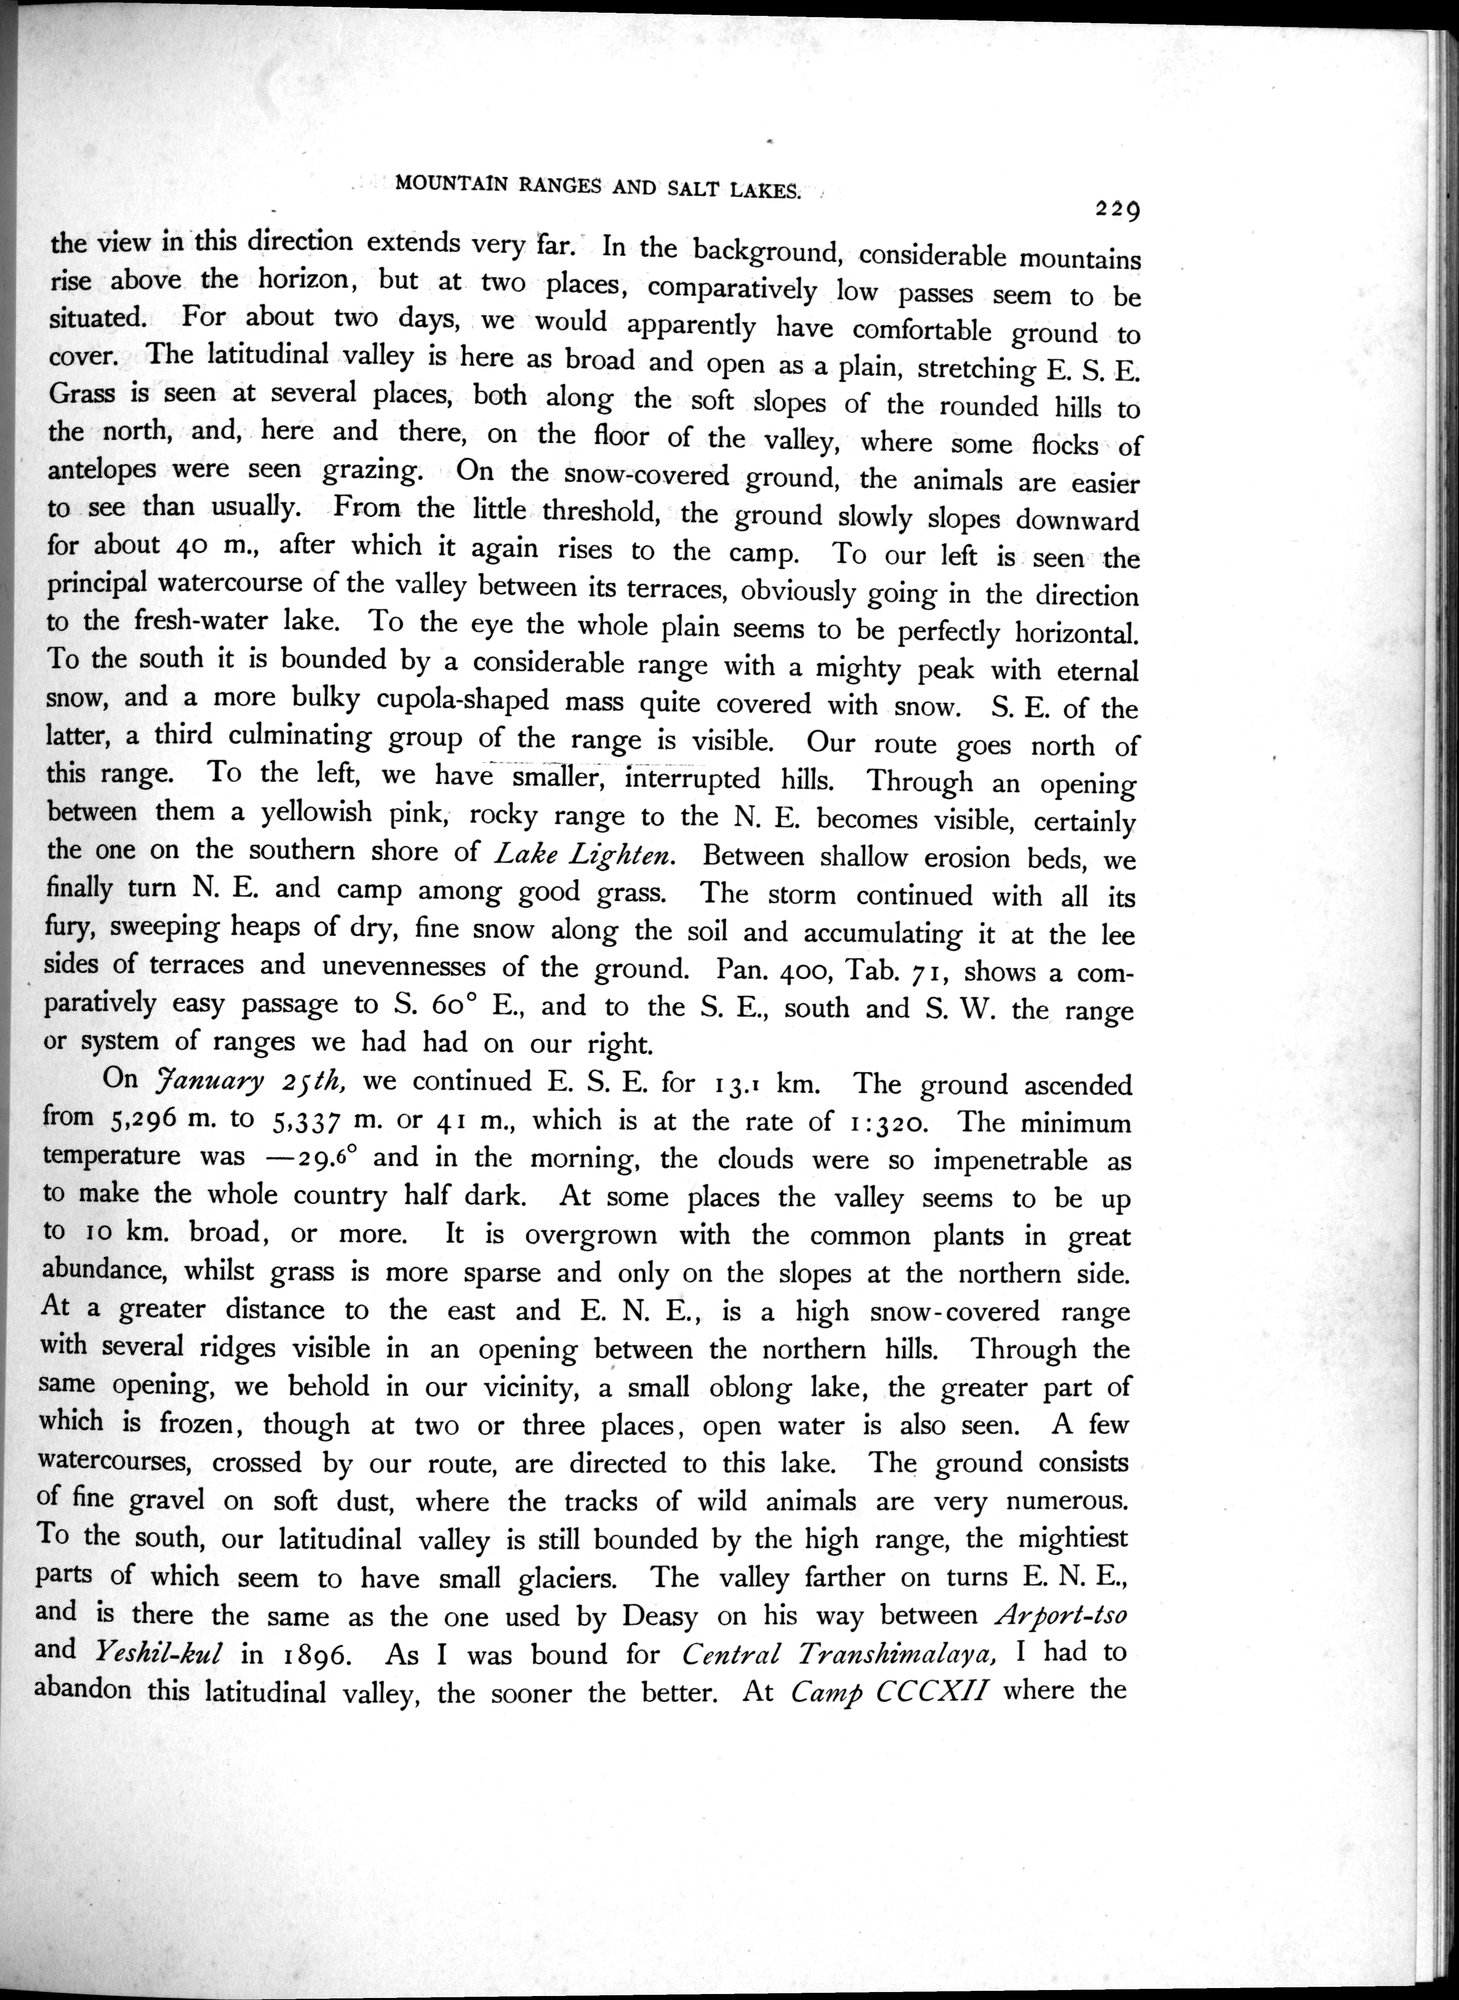 MOUNTAIN RANGES AND SALT LAKES.
229
the view in this direction extends very far. In the background, considerable mountains
rise above the horizon, but at two places, comparatively low passes seem to be
situated. For about two days, we would apparently have comfortable ground to
cover. The latitudinal valley is here as broad and open as a plain, stretching E. S. E.
Grass is seen at several places, both along the soft slopes of the rounded hills to
the north, and, here and there, on the floor of the valley, where some flocks of
antelopes were seen grazing. On the snow-covered ground, the animals are easier
to see than usually. From the little threshold, the ground slowly slopes downward
for about 40 m., after which it again rises to the camp. To our left is seen the
principal watercourse of the valley between its terraces, obviously going in the direction
to the fresh-water lake. To the eye the whole plain seems to be perfectly horizontal.
To the south it is bounded by a considerable range with a mighty peak with eternal
snow, and a more bulky cupola-shaped mass quite covered with snow. S. E. of the
latter, a third culminating group of the range is visible. Our route goes north of
this range. To the left, we have smaller, interrupted hills. Through an opening
between them a yellowish pink, rocky range to the N. E. becomes visible, certainly
the one on the southern shore of Lake Lighten. Between shallow erosion beds, we
finally turn N. E. and camp among good grass. The storm continued with all its
fury, sweeping heaps of dry, fine snow along the soil and accumulating it at the lee
sides of terraces and unevennesses of the ground. Pan. 400, Tab. 71, shows a com-
paratively easy passage to S. 60° E., and to the S. E., south and S. W. the range
or system of ranges we had had on our right.
On January 25th, we continued E. S. E. for 13.1 km. The ground ascended
from 5,296 m. to 5,337 m. or 41 m., which is at the rate of 1:320. The minimum
temperature was —29.6° and in the morning, the clouds were so impenetrable as
to make the whole country half dark. At some places the valley seems to be up
to 10 km. broad, or more. It is overgrown with the common plants in great
abundance, whilst grass is more sparse and only on the slopes at the northern side.
At a greater distance to the east and E. N. E., is a high snow-covered range
with several ridges visible in an opening between the northern hills. Through the
same opening, we behold in our vicinity, a small oblong lake, the greater part of
which is frozen, though at two or three places, open water is also seen. A few
watercourses, crossed by our route, are directed to this lake. The ground consists
of fine gravel on soft dust, where the tracks of wild animals are very numerous.
To the south, our latitudinal valley is still bounded by the high range, the mightiest
parts of which seem to have small glaciers. The valley farther on turns E. N. E.,
and is there the same as the one used by Deasy on his way between Arport-tso
and Yeshil-kul in 1896. As I was bound for Central Transhimalaya, I had to
abandon this latitudinal valley, the sooner the better. At Camp CCCXII where the